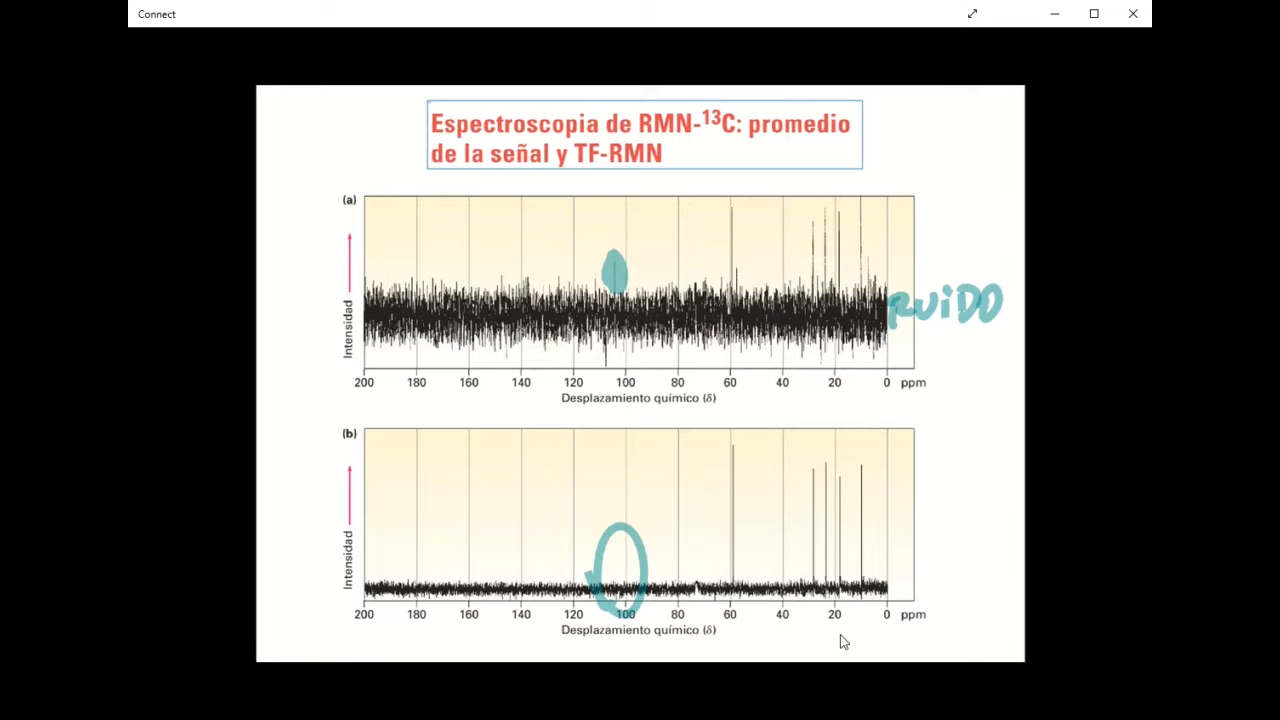 Connect
Espectroscopia de RMN-¹³C: promedio
de la señal y TF-RMN
(a)
Intensidad
RUiDO
200 180 160 140 120 100 80 60 40 20 0 ppm
Desplazamiento químico (δ)
(b)
Intensidad
200 180 160 140 120 100 80 60 40 20 0 ppm
Desplazamiento químico (δ)